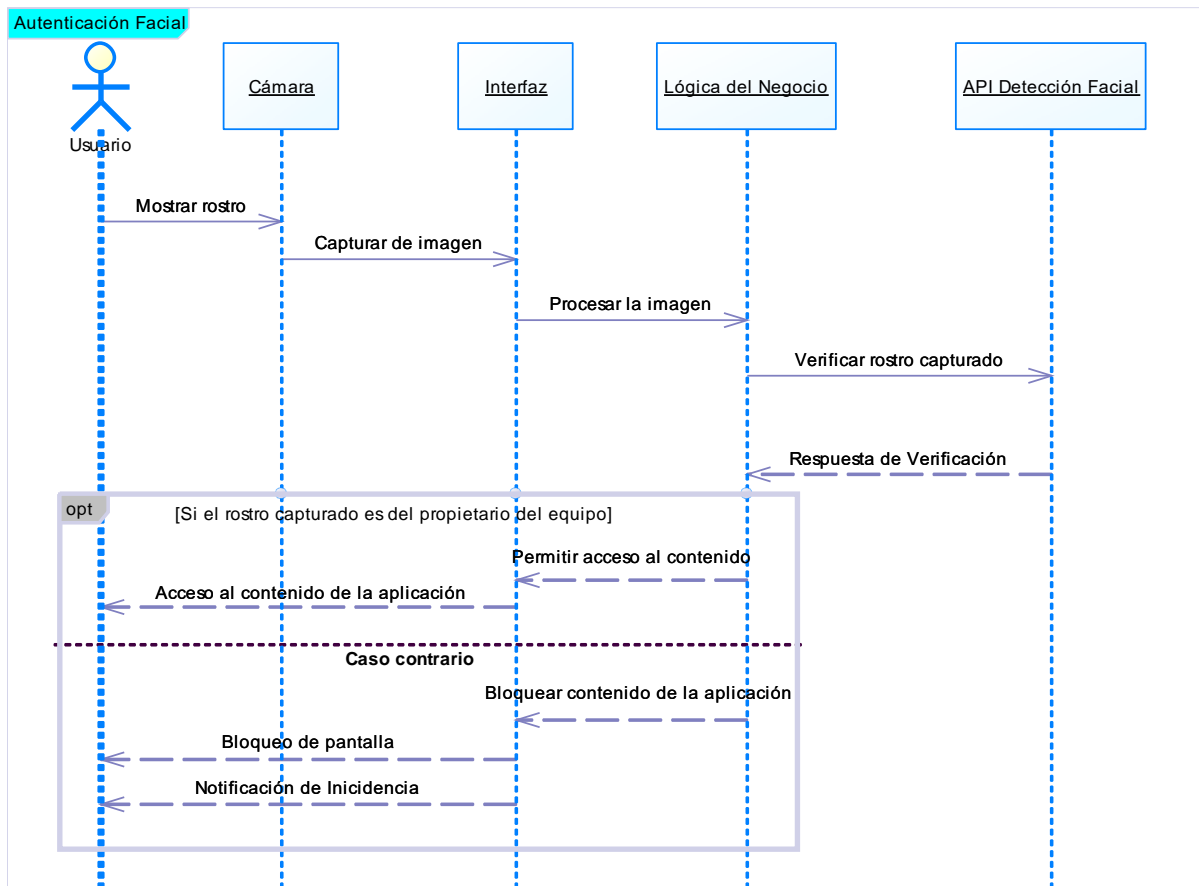 Autenticación Facial
Usuario
Cámara
Interfaz
Lógica del Negocio
API Detección Facial
Mostrar rostro
Capturar de imagen
Procesar la imagen
Verificar rostro capturado
Respuesta de Verificación
opt
[Si el rostro capturado es del propietario del equipo]
Permitir acceso al contenido
Acceso al contenido de la aplicación
Caso contrario
Bloquear contenido de la aplicación
Bloqueo de pantalla
Notificación de Inicidencia